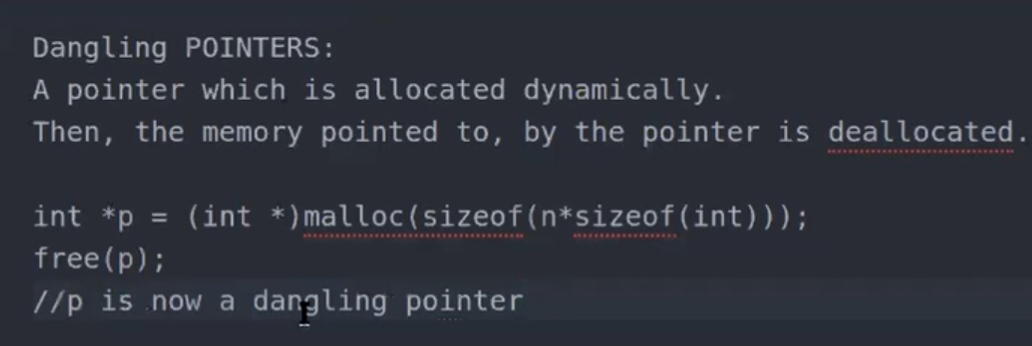 Dangling POINTERS:
A pointer which is allocated dynamically.
Then, the memory pointed to, by the pointer is deallocated.
int *p = (int *)malloc(sizeof(n*sizeof(int)));
free(p);
//p is now a dangling pointer